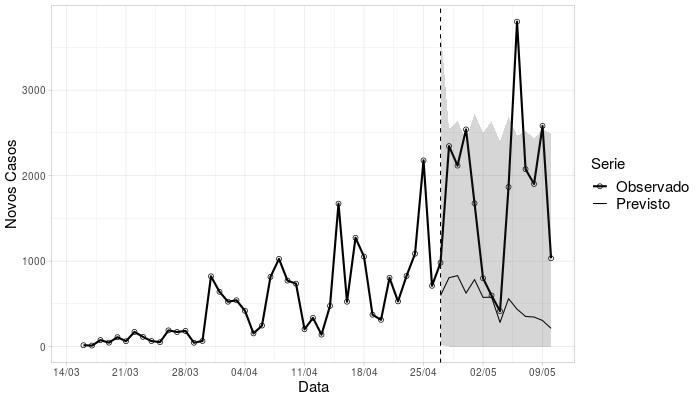 Novos Casos
3000
2000
1000
0
14/03
21/03
28/03
04/04
11/04
18/04
25/04
02/05
09/05
Data
Serie
Observado
Previsto